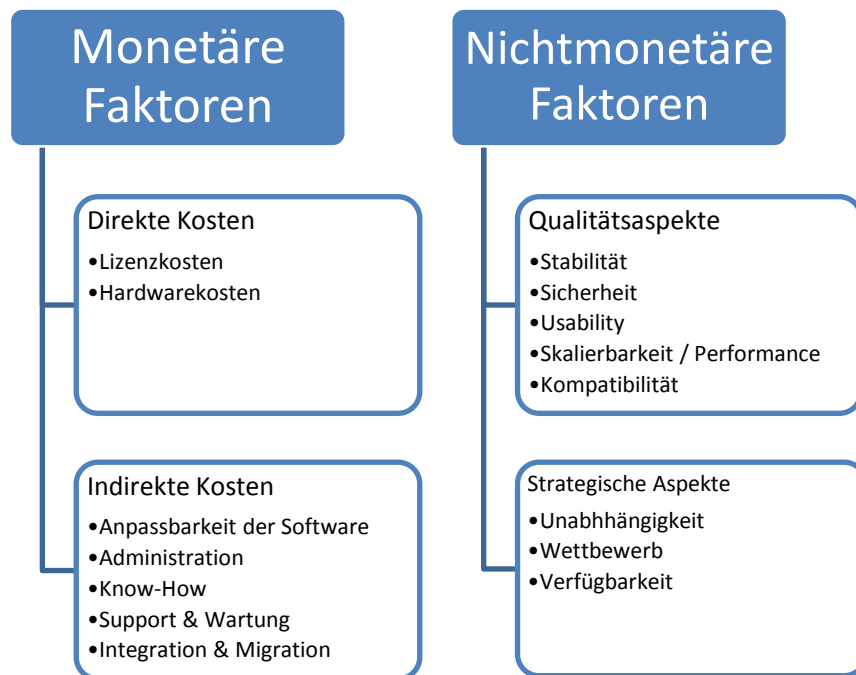 Monetäre
Faktoren
Direkte Kosten
•Lizenzkosten
•Hardwarekosten
Indirekte Kosten
•Anpassbarkeit der Software
•Administration
•Know-How
•Support & Wartung
•Integration & Migration
Nichtmonetäre
Faktoren
Qualitätsaspekte
•Stabilität
•Sicherheit
•Usability
•Skalierbarkeit / Performance
•Kompatibilität
Strategische Aspekte
•Unabhhängigkeit
•Wettbewerb
•Verfügbarkeit